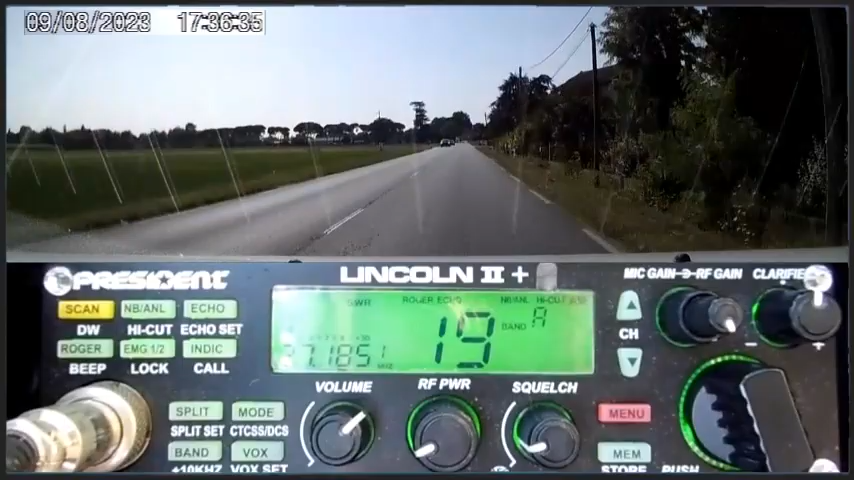 09/08/2023 17:36:35
PRESIDENT LINCOLN II + MIC GAIN RF GAIN CLARIFIER
SCAN NB/ANL ECHO
DW HI-CUT ECHO SET
ROGER EMG 1/2 INDIC
BEEP LOCK CALL
SWR ROGER ECHO NB/ANL HI-CUT
19 BAND A
CH
VOLUME RF PWR SQUELCH
SPLIT MODE
SPLIT SET CTCSS/DCS
BAND VOX
+10KHZ VOX SET
MENU
MEM
STORE PUSH